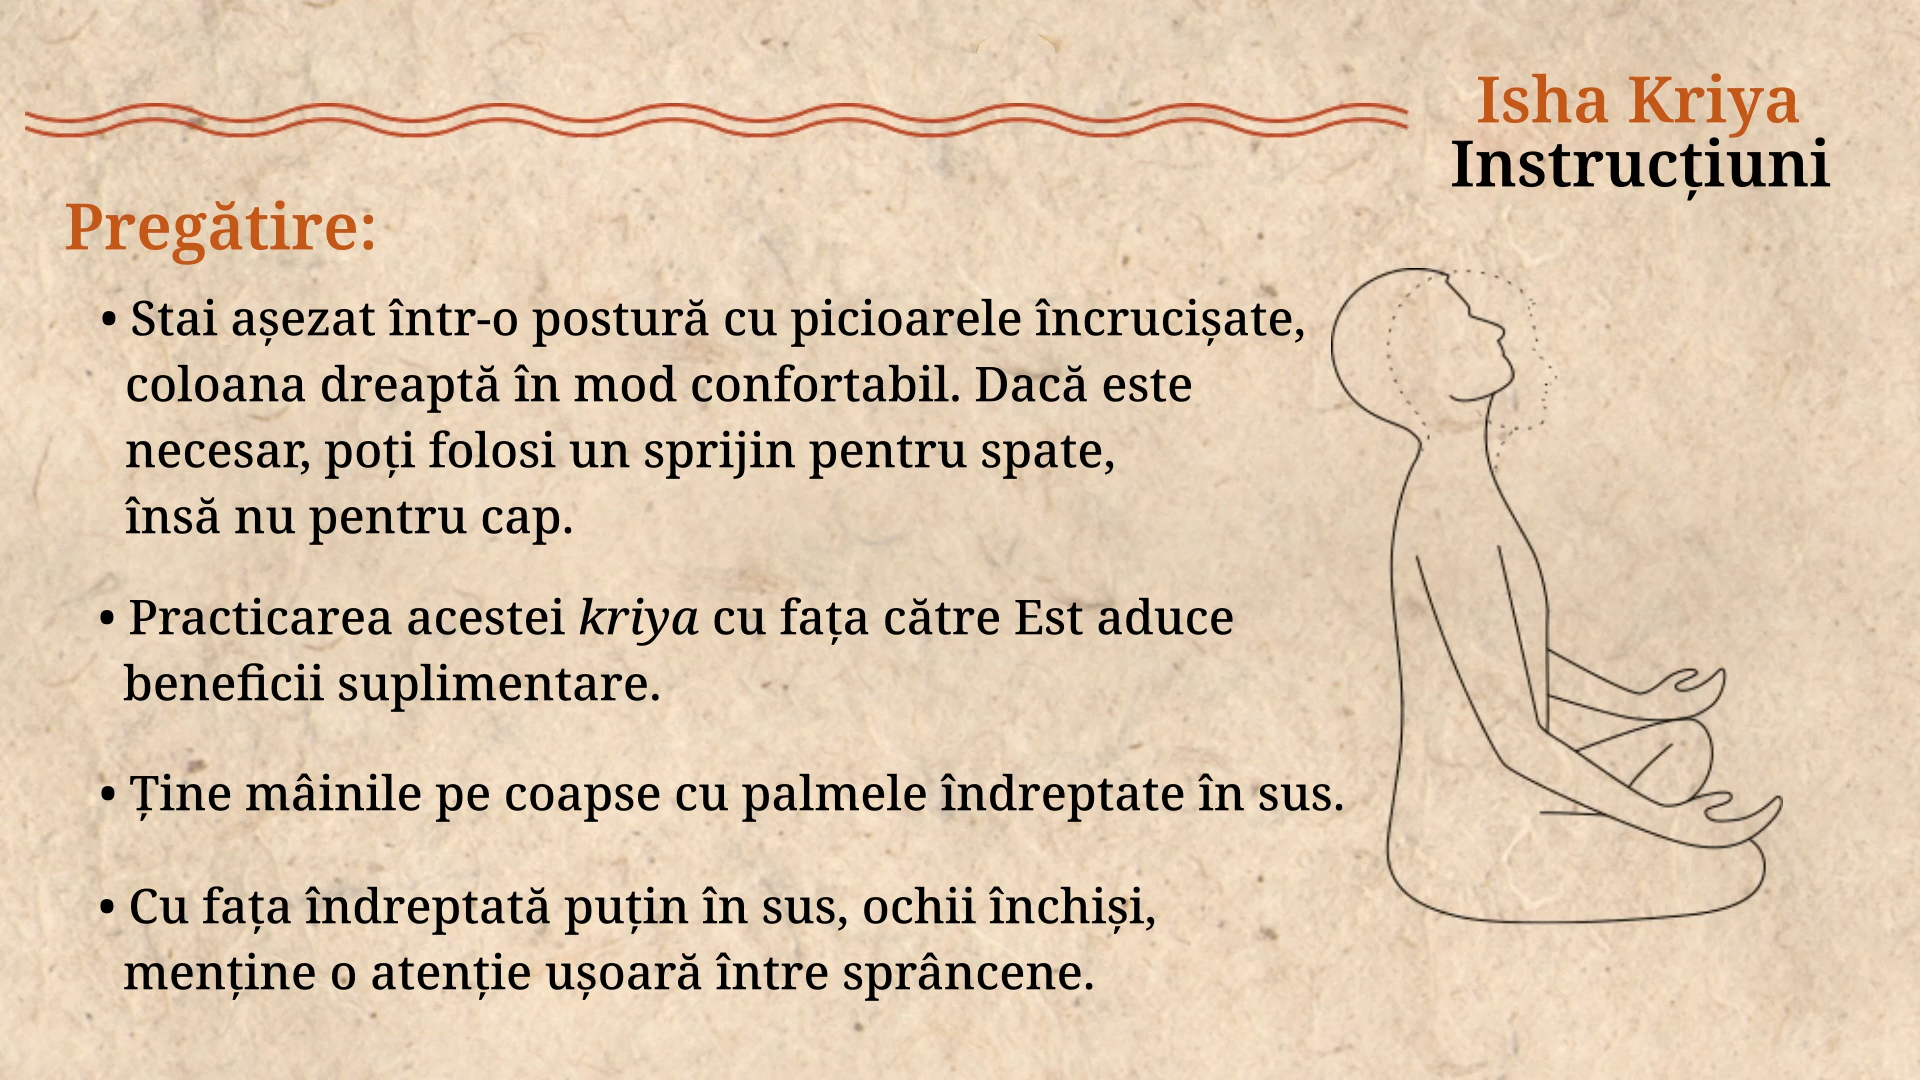 Isha Kriya
Instrucțiuni
Pregătire:
• Stai așezat într-o postură cu picioarele încrucișate,
coloana dreaptă în mod confortabil. Dacă este
necesar, poți folosi un sprijin pentru spate,
însă nu pentru cap.
• Practicarea acestei kriya cu fața către Est aduce
beneficii suplimentare.
• Ține mâinile pe coapse cu palmele îndreptate în sus.
• Cu fața îndreptată puțin în sus, ochii închiși,
menține o atenție ușoară între sprâncene.